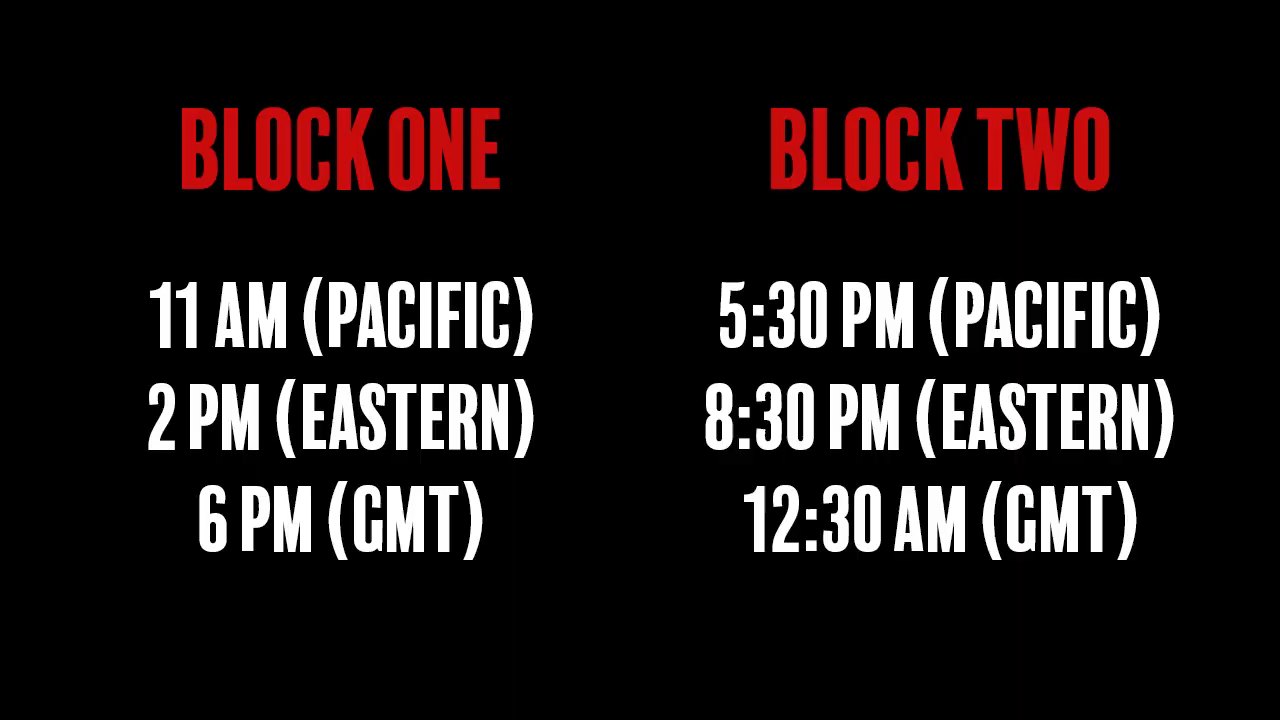 BLOCK ONE
11 AM (PACIFIC)
2 PM (EASTERN)
6 PM (GMT)
BLOCK TWO
5:30 PM (PACIFIC)
8:30 PM (EASTERN)
12:30 AM (GMT)